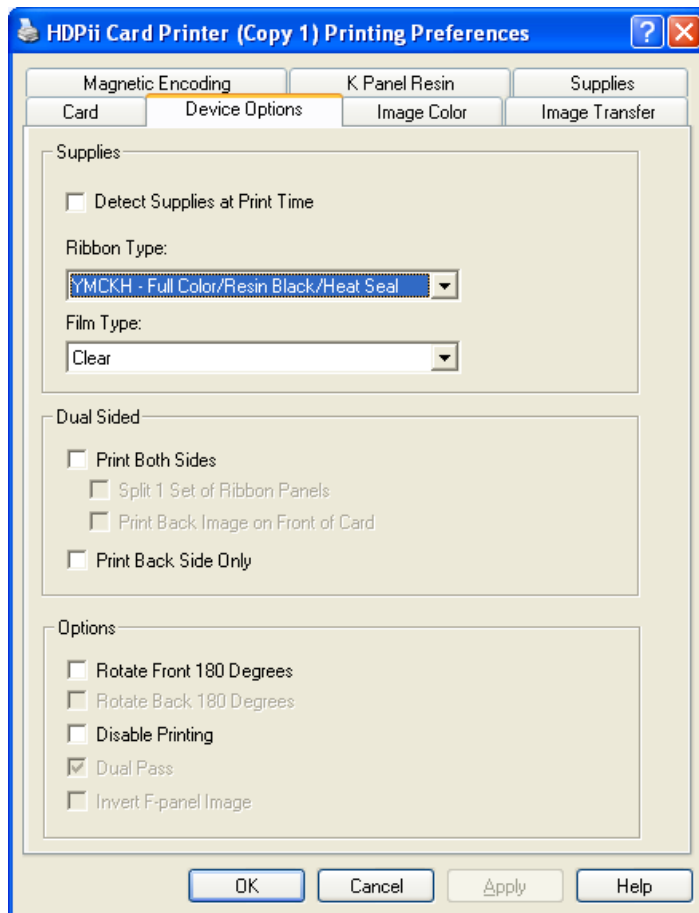 HDPii Card Printer (Copy 1) Printing Preferences
Magnetic Encoding K Panel Resin Supplies
Card Device Options Image Color Image Transfer
Supplies
Detect Supplies at Print Time
Ribbon Type:
YMCKH - Full Color/Resin Black/Heat Seal
Film Type:
Clear
Dual Sided
Print Both Sides
Split 1 Set of Ribbon Panels
Print Back Image on Front of Card
Print Back Side Only
Options
Rotate Front 180 Degrees
Rotate Back 180 Degrees
Disable Printing
Dual Pass
Invert F-panel Image
OK Cancel Apply Help